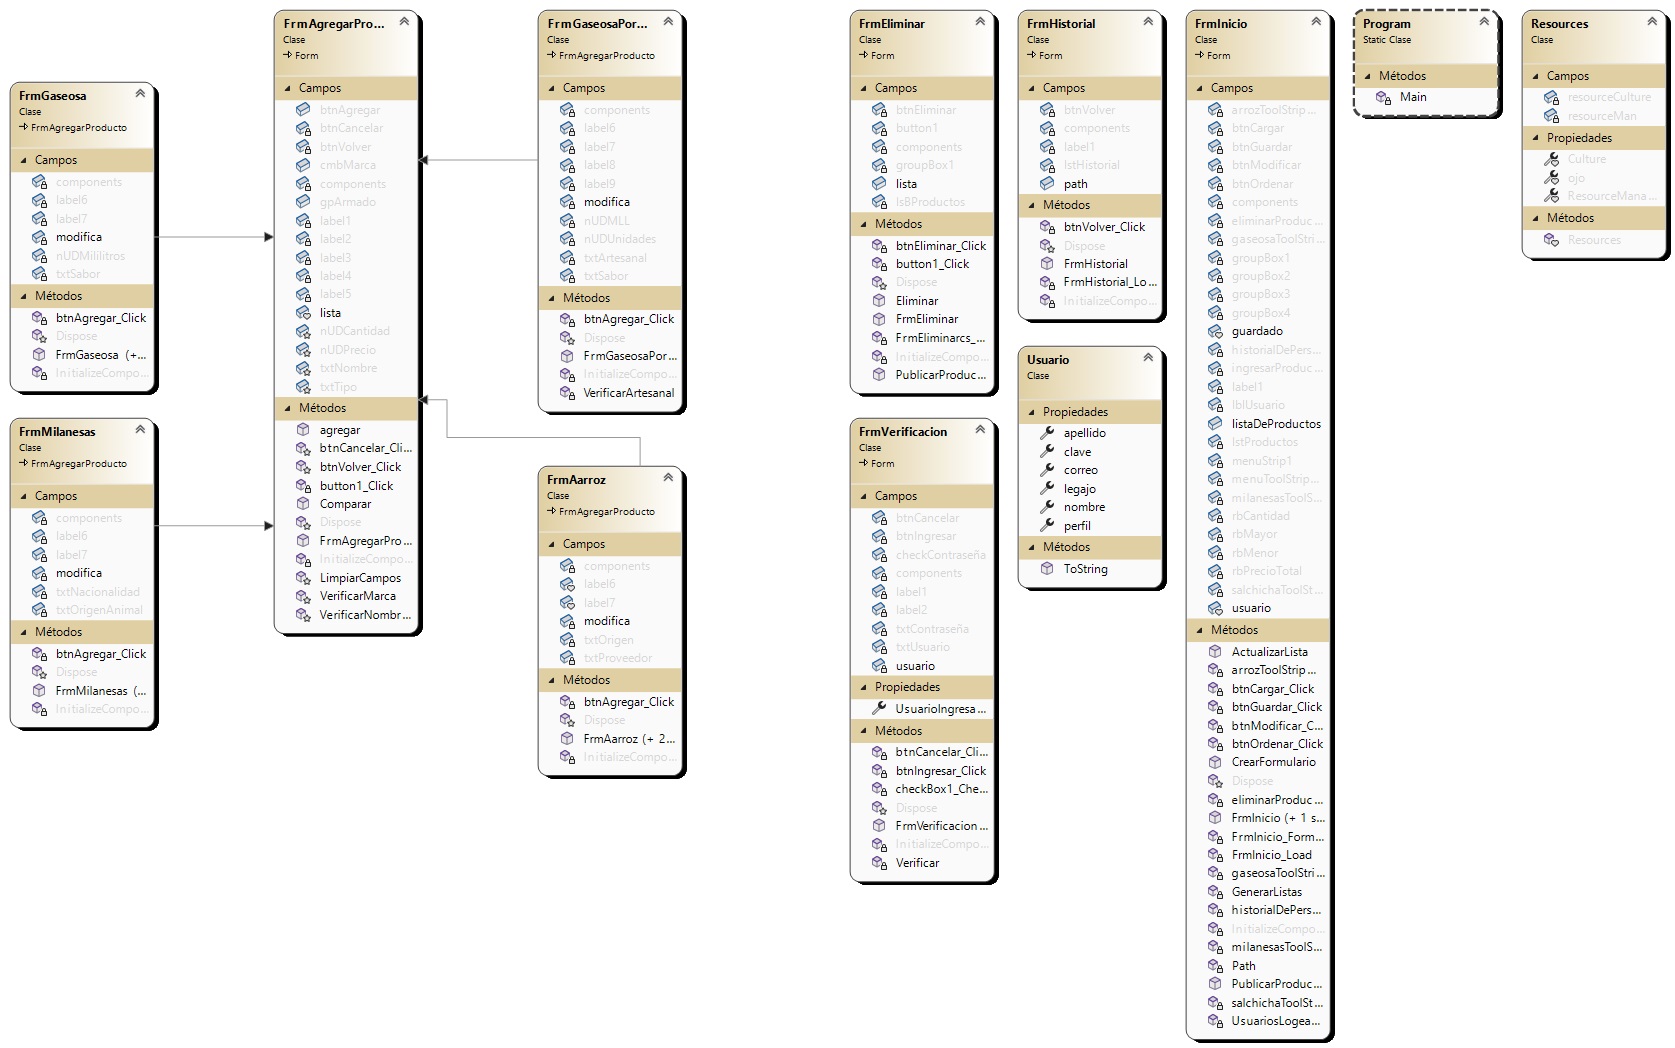 FrmGaseosa
Clase
FrmAgregarProducto
Campos
components
label6
label7
modifica
nUDMililitros
txtSabor
Métodos
btnAgregar_Click
Dispose
FrmGaseosa (+...
InitializeCompo...
FrmMilanesas
Clase
FrmAgregarProducto
Campos
components
label6
label7
modifica
txtNacionalidad
txtOrigenAnimal
Métodos
btnAgregar_Click
Dispose
FrmMilanesas (...
InitializeCompo...
FrmAgregarPro...
Clase
Form
Campos
btnAgregar
btnCancelar
btnVolver
cmbMarca
components
gpArmado
label1
label2
label3
label4
label5
lista
nUDCantidad
nUDPrecio
txtNombre
txtTipo
Métodos
agregar
btnCancelar_Cli...
btnVolver_Click
button1_Click
Comparar
Dispose
FrmAgregarPro...
InitializeCompo...
LimpiarCampos
VerificarMarca
VerificarNombr...
FrmGaseosaPor...
Clase
FrmAgregarProducto
Campos
components
label6
label7
label8
label9
modifica
nUDMLL
nUDUnidades
txtArtesanal
txtSabor
Métodos
btnAgregar_Click
Dispose
FrmGaseosaPor...
InitializeCompo...
VerificarArtesanal
FrmAarroz
Clase
FrmAgregarProducto
Campos
components
label6
label7
modifica
txtOrigen
txtProveedor
Métodos
btnAgregar_Click
Dispose
FrmAarroz (+ 2...
InitializeCompo...
FrmEliminar
Clase
Form
Campos
btnEliminar
button1
components
groupBox1
lista
lsBProductos
Métodos
btnEliminar_Click
button1_Click
Dispose
Eliminar
FrmEliminar
FrmEliminarcs_...
InitializeCompo...
PublicarProduc...
FrmVerificacion
Clase
Form
Campos
btnCancelar
btnIngresar
checkContraseña
components
label1
label2
txtContraseña
txtUsuario
usuario
Propiedades
UsuarioIngresa...
Métodos
btnCancelar_Cli...
btnIngresar_Click
checkBox1_Che...
Dispose
FrmVerificacion...
InitializeCompo...
Verificar
FrmHistorial
Clase
Form
Campos
btnVolver
components
label1
lstHistorial
path
Métodos
btnVolver_Click
Dispose
FrmHistorial
FrmHistorial_Lo...
InitializeCompo...
Usuario
Clase
Propiedades
apellido
clave
correo
legajo
nombre
perfil
Métodos
ToString
FrmInicio
Clase
Form
Campos
arrozToolStrip...
btnCargar
btnGuardar
btnModificar
btnOrdenar
components
eliminarProduc...
gaseosaToolStri...
groupBox1
groupBox2
groupBox3
groupBox4
guardado
historialDePers...
ingresarProduc...
label1
lblUsuario
listaDeProductos
lstProductos
menuStrip1
menuToolStrip...
milanesasToolS...
rbCantidad
rbMayor
rbMenor
rbPrecioTotal
salchichaToolSt...
usuario
Métodos
ActualizarLista
arrozToolStrip...
btnCargar_Click
btnGuardar_Click
btnModificar_C...
btnOrdenar_Click
CrearFormulario
Dispose
eliminarProduc...
FrmInicio (+ 1 s...
FrmInicio_Form...
FrmInicio_Load
gaseosaToolStri...
GenerarListas
historialDePers...
InitializeCompo...
milanesasToolS...
Path
PublicarProduc...
salchichaToolSt...
UsuariosLogea...
Program
Static Clase
Métodos
Main
Resources
Clase
Campos
resourceCulture
resourceMan
Propiedades
Culture
ojo
ResourceMana...
Métodos
Resources